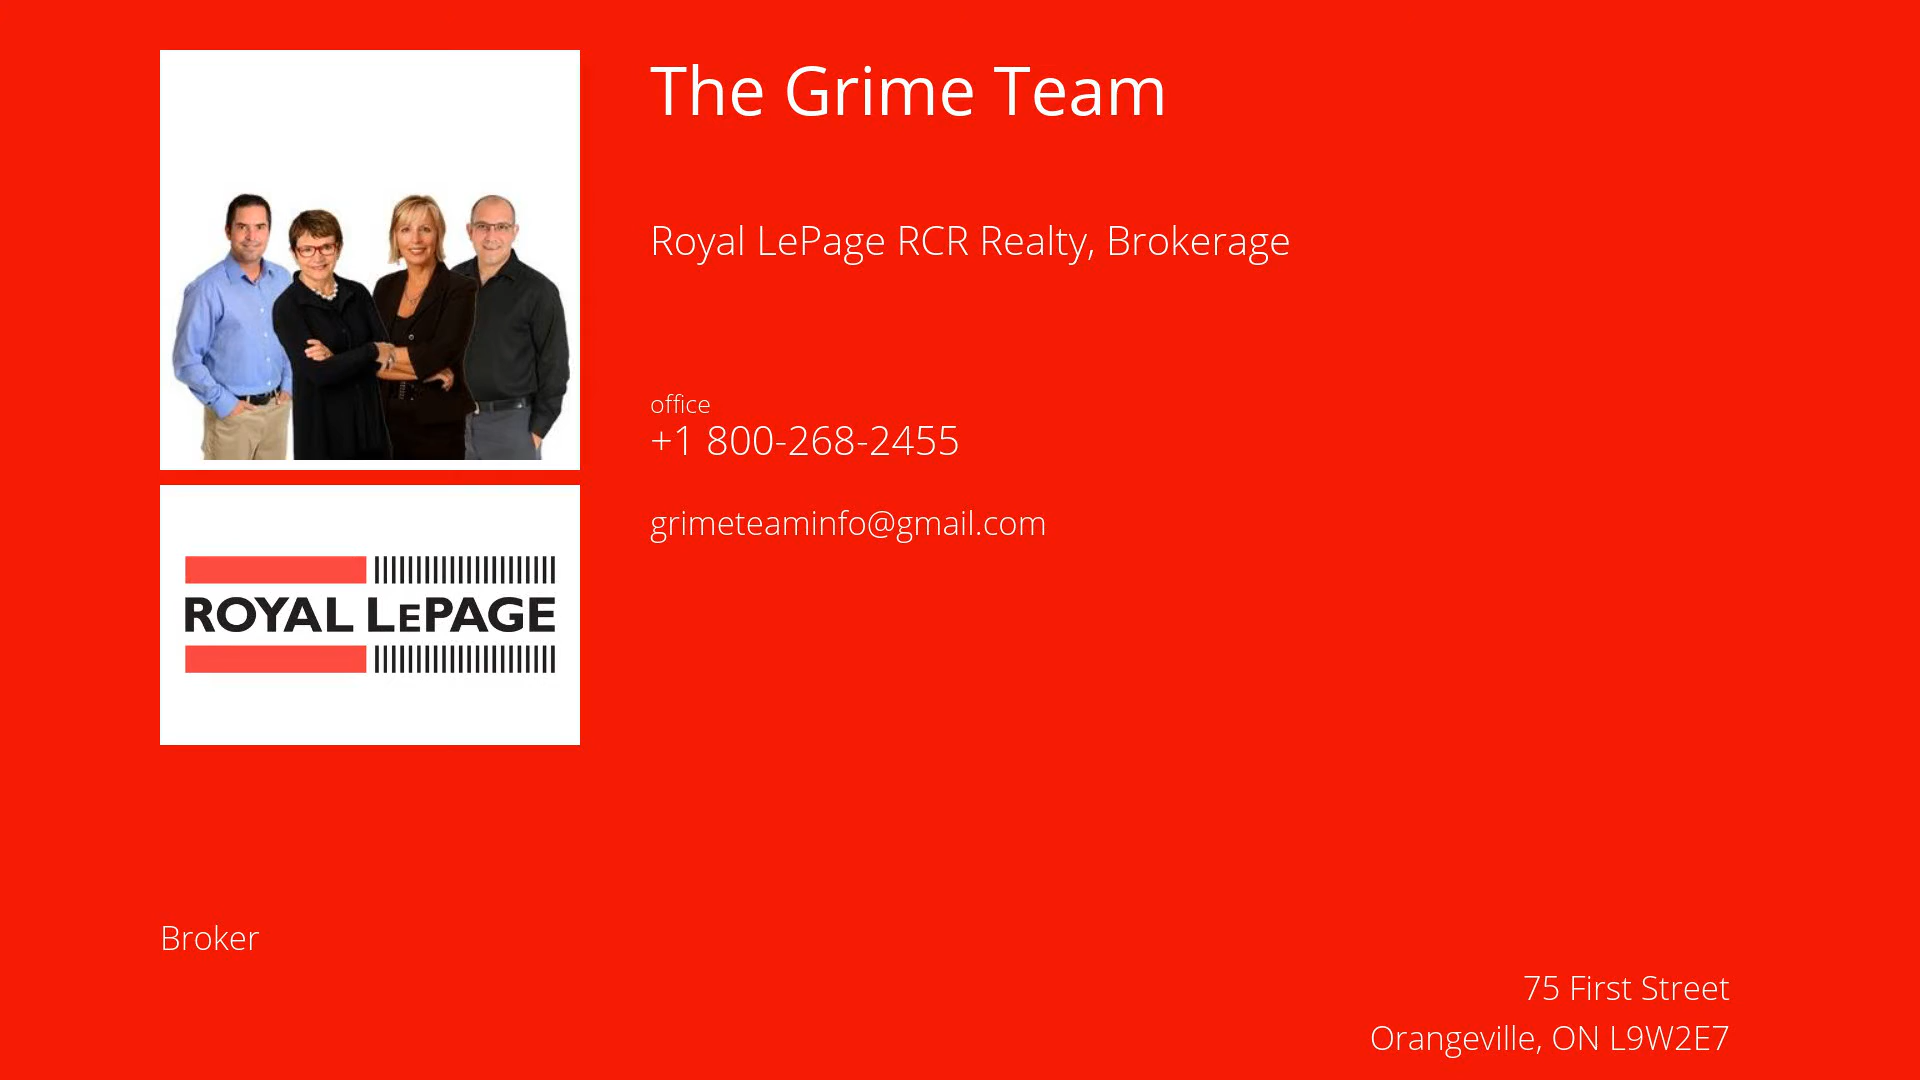 The Grime Team
Royal LePage RCR Realty, Brokerage
office
+1 800-268-2455
grimeteaminfo@gmail.com
ROYAL LEPAGE
Broker
75 First Street
Orangeville, ON L9W2E7